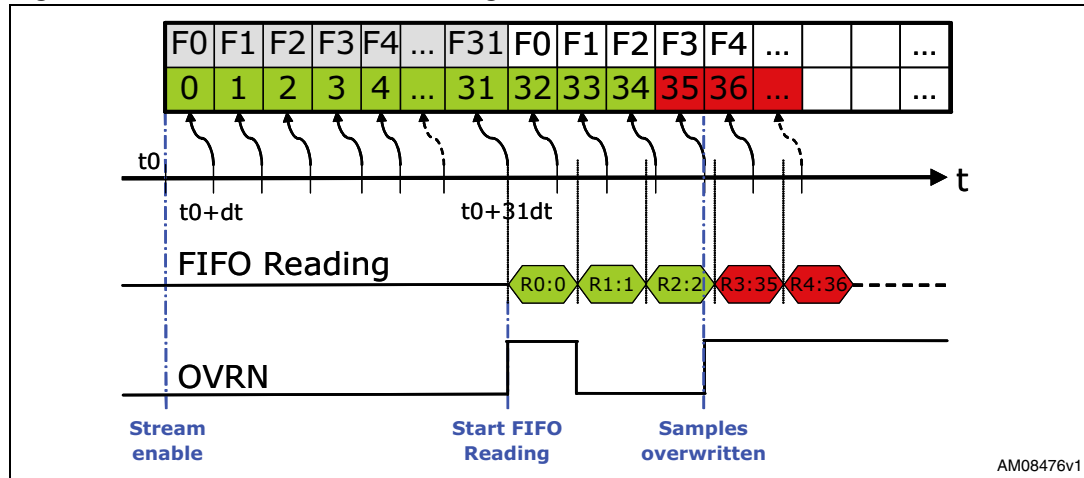 F0 F1 F2 F3 F4 ... F31 F0 F1 F2 F3 F4 ... ...
0 1 2 3 4 ... 31 32 33 34 35 36 ... ...
t0
t
t0+dt t0+31dt
FIFO Reading
R0:0 R1:1 R2:2 R3:35 R4:36
OVRN
Stream enable
Start FIFO Reading
Samples overwritten
AM08476v1